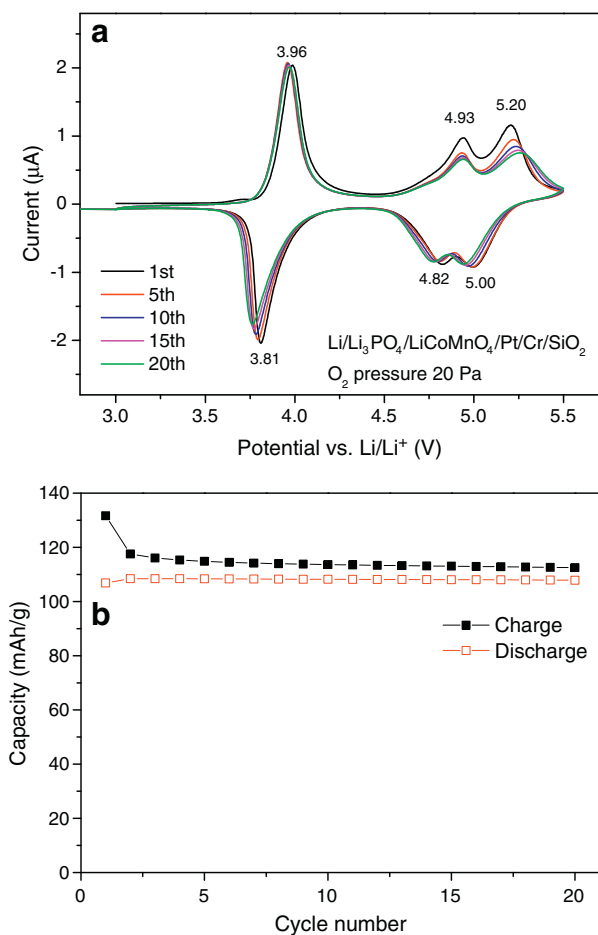 a
3.96
4.93
5.20
2
1
0
-1
-2
Current (μA)
1st
5th
10th
15th
20th
3.81
4.82
5.00
Li/Li₃PO₄/LiCoMnO₄/Pt/Cr/SiO₂
O₂ pressure 20 Pa
3.0 3.5 4.0 4.5 5.0 5.5
Potential vs. Li/Li⁺ (V)
b
140
120
100
80
60
40
20
0
Capacity (mAh/g)
Charge
Discharge
0 5 10 15 20
Cycle number